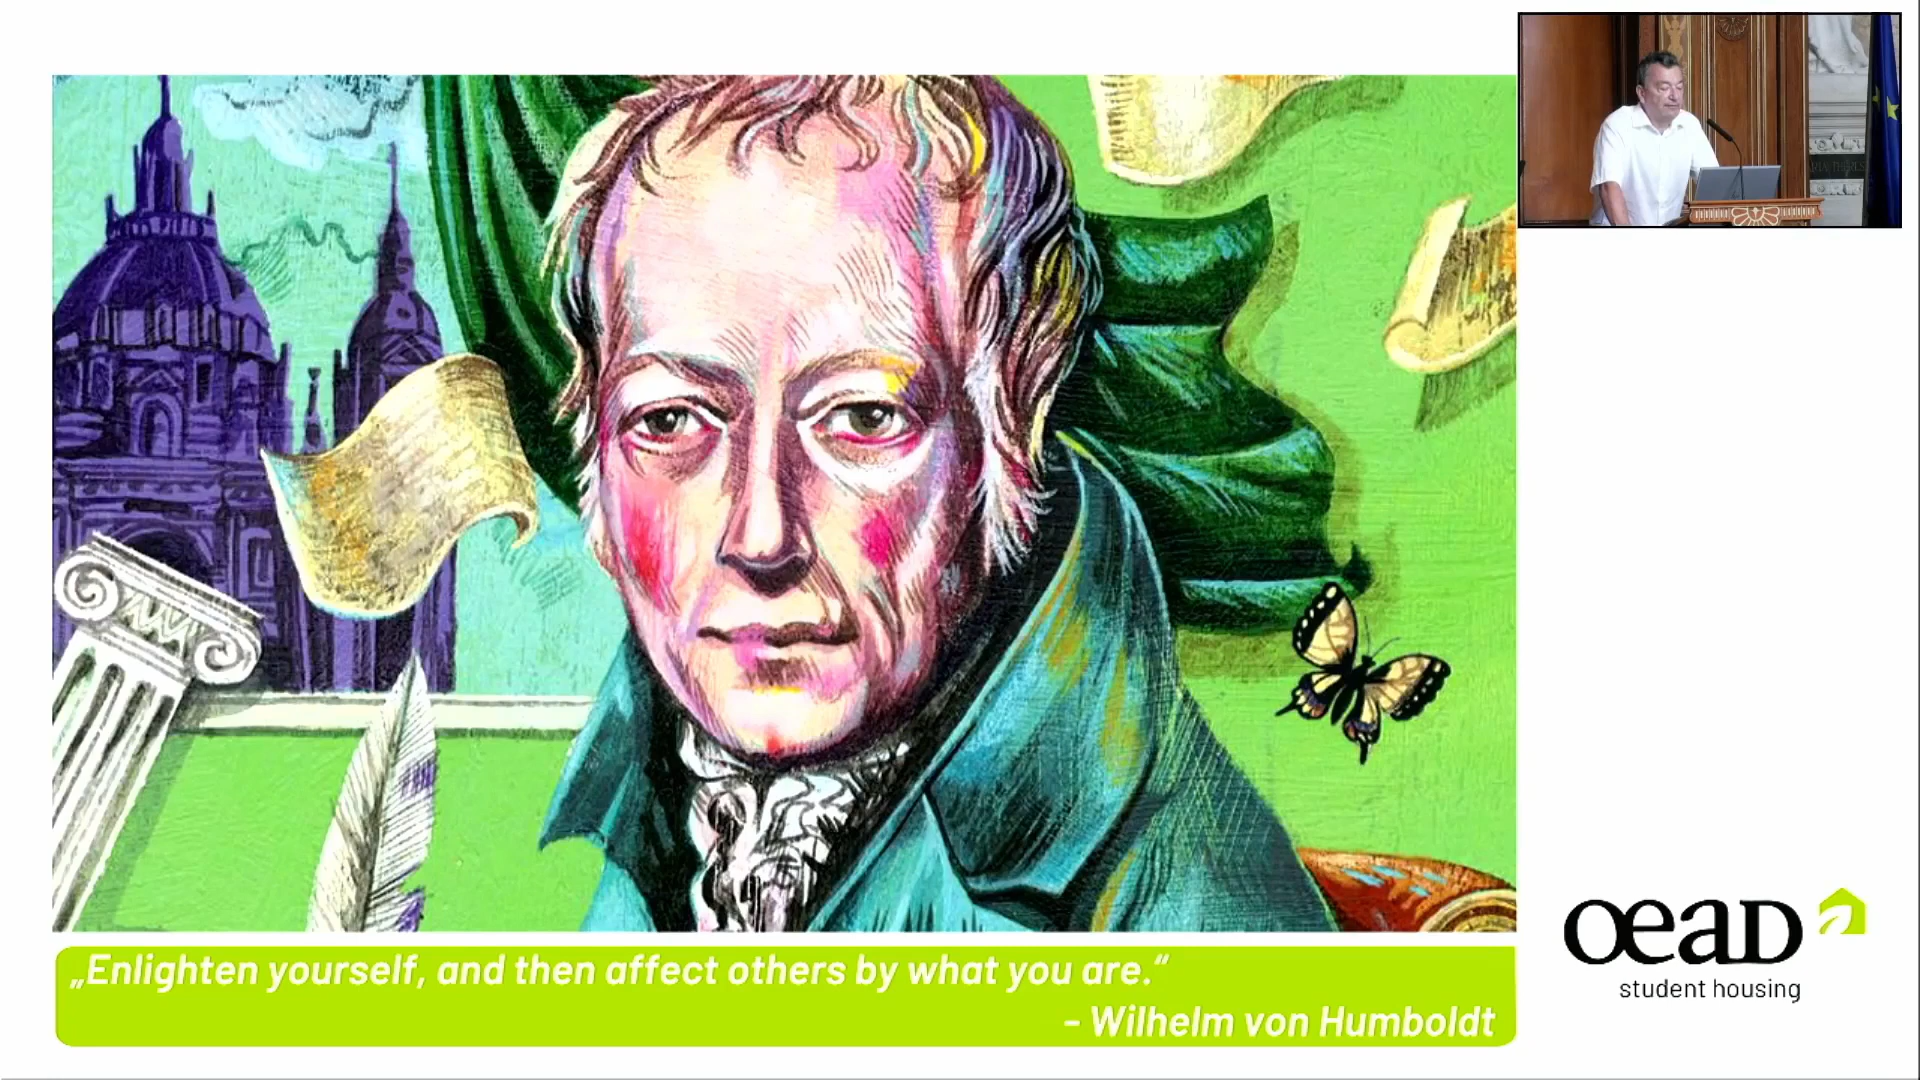 „Enlighten yourself, and then affect others by what you are.“
- Wilhelm von Humboldt
OeAD
student housing